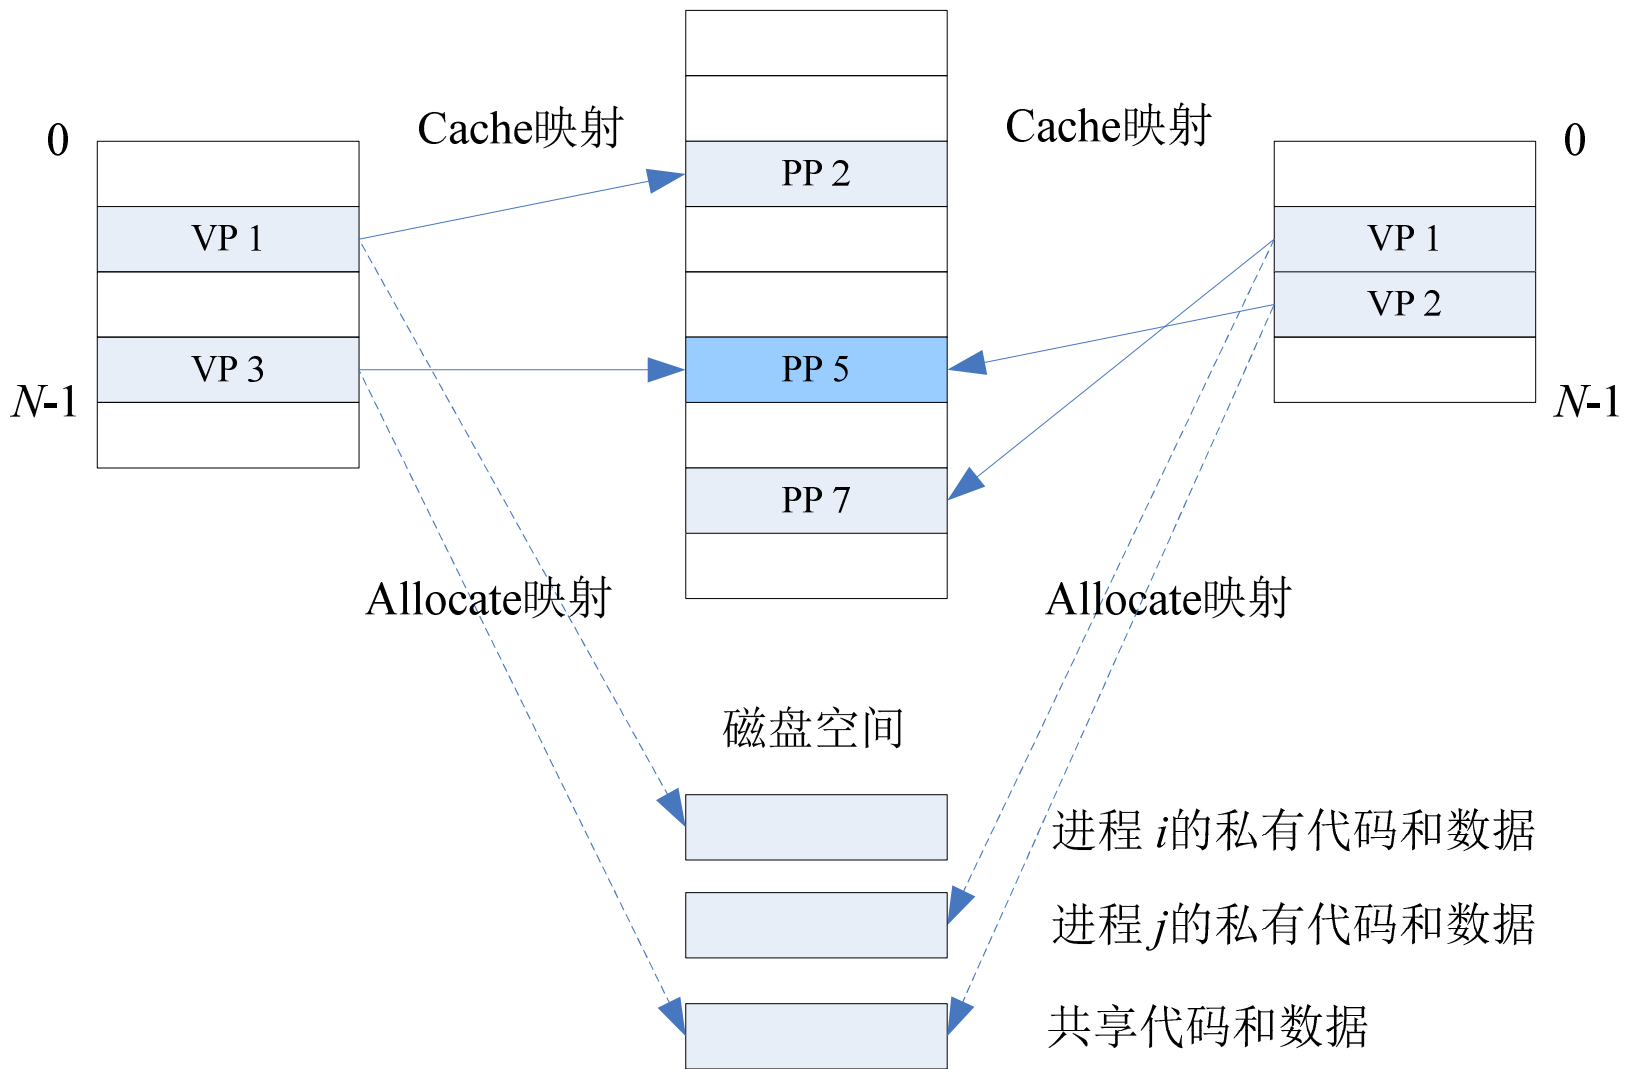 Cache映射
Cache映射
0
0
PP 2
VP 1
VP 1
VP 2
VP 3
PP 5
N-1
N-1
PP 7
Allocate映射
Allocate映射
磁盘空间
进程 i的私有代码和数据
进程 j的私有代码和数据
共享代码和数据